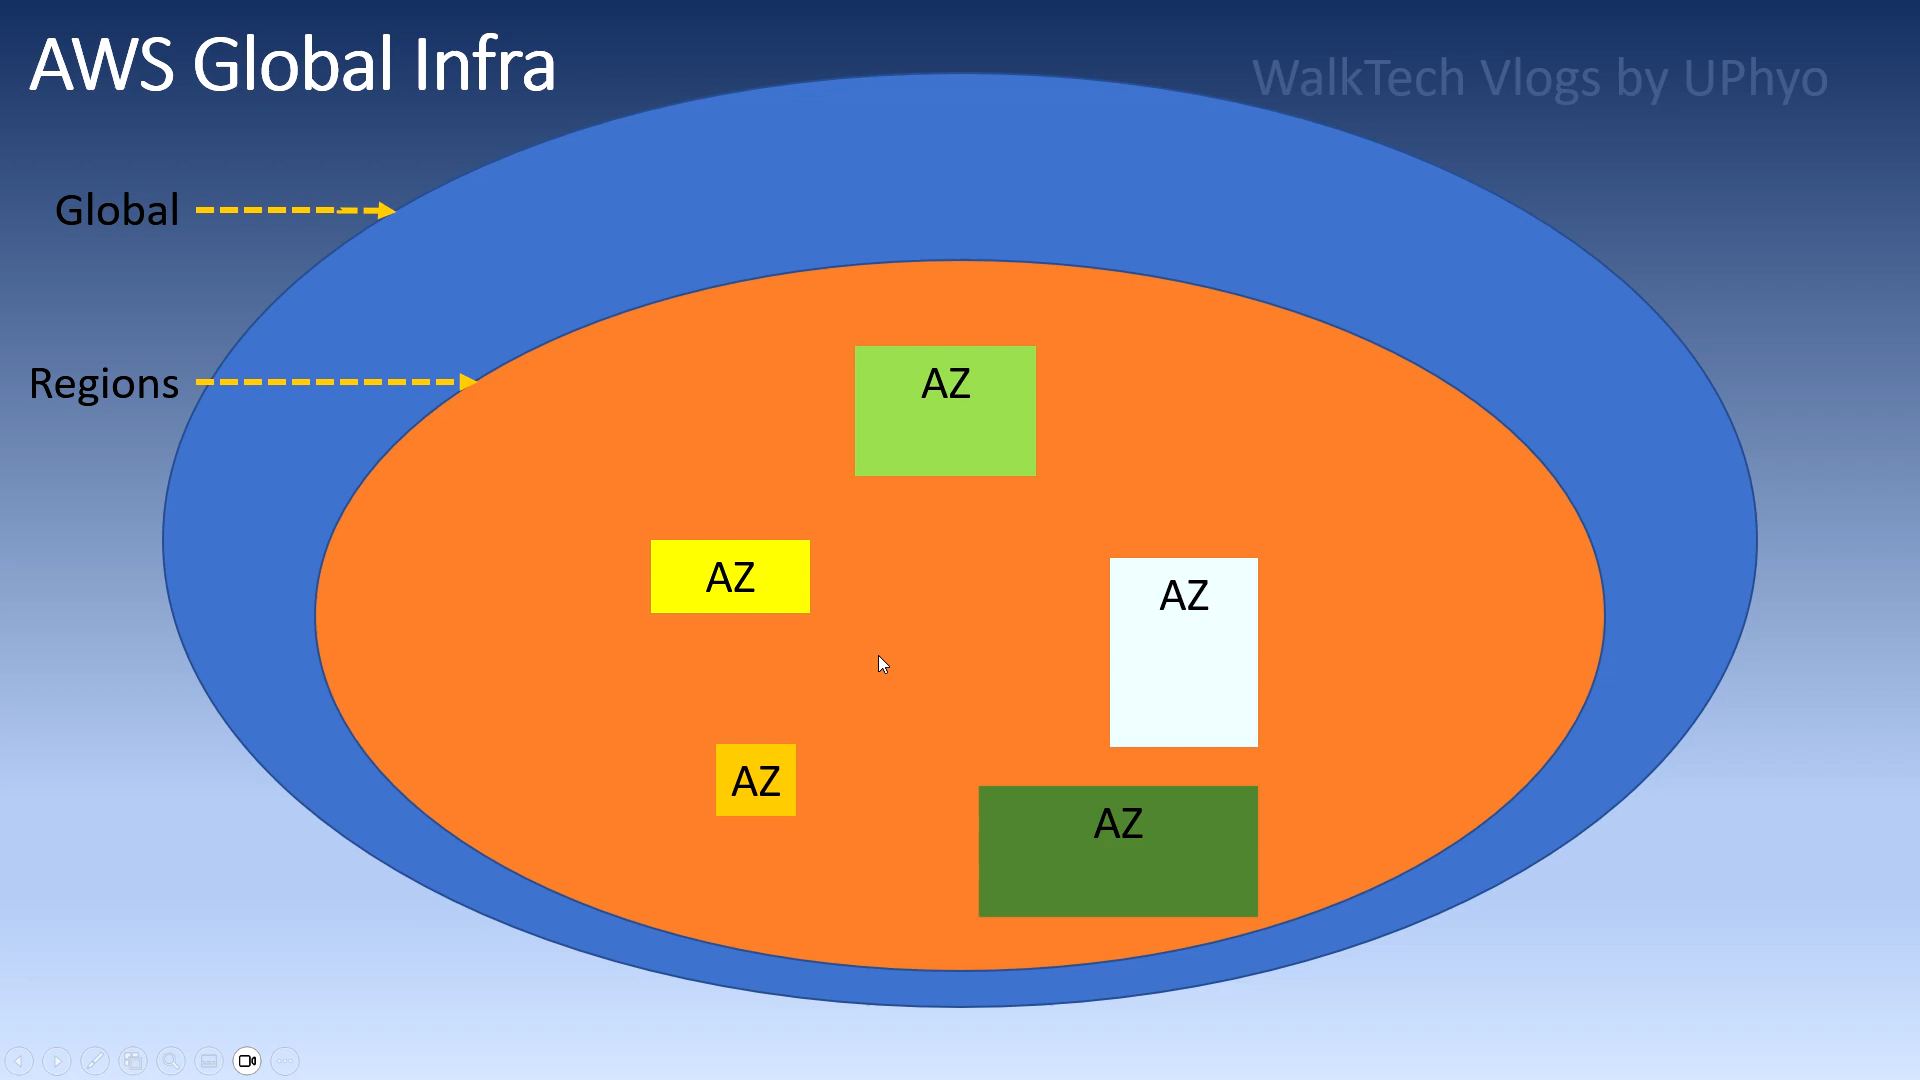 AWS Global Infra
WalkTech Vlogs by UPhyo
Global
Regions
AZ
AZ
AZ
AZ
AZ